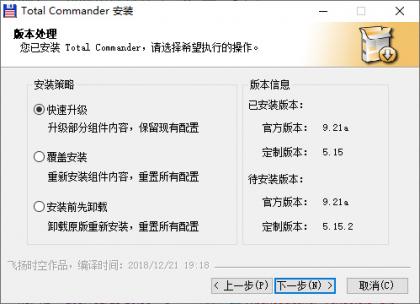 Total Commander 安装
版本处理
您已安装 Total Commander,请选择希望执行的操作。
安装策略
快速升级
升级部分组件内容,保留现有配置
覆盖安装
重新安装组件内容,重置所有配置
安装前先卸载
卸载原版重新安装,重置所有配置
版本信息
已安装版本:
官方版本: 9.21a
定制版本: 5.15
待安装版本:
官方版本: 9.21a
定制版本: 5.15.2
飞扬时空作品,编译时间:2018/12/21 19:18
< 上一步(P) 下一步(N) > 取消(C)